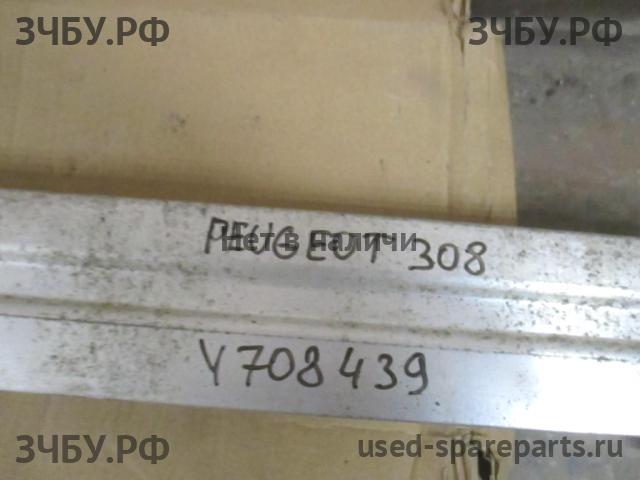 ЗЧБУ.РФ ЗЧБУ.РФ
PEUGEOT 308
Нет в наличии
Y708439
ЗЧБУ.РФ used-spareparts.ru